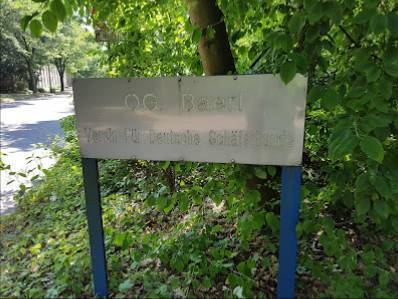 OG. Baerl
Verein Für Deutsche Schäferhunde